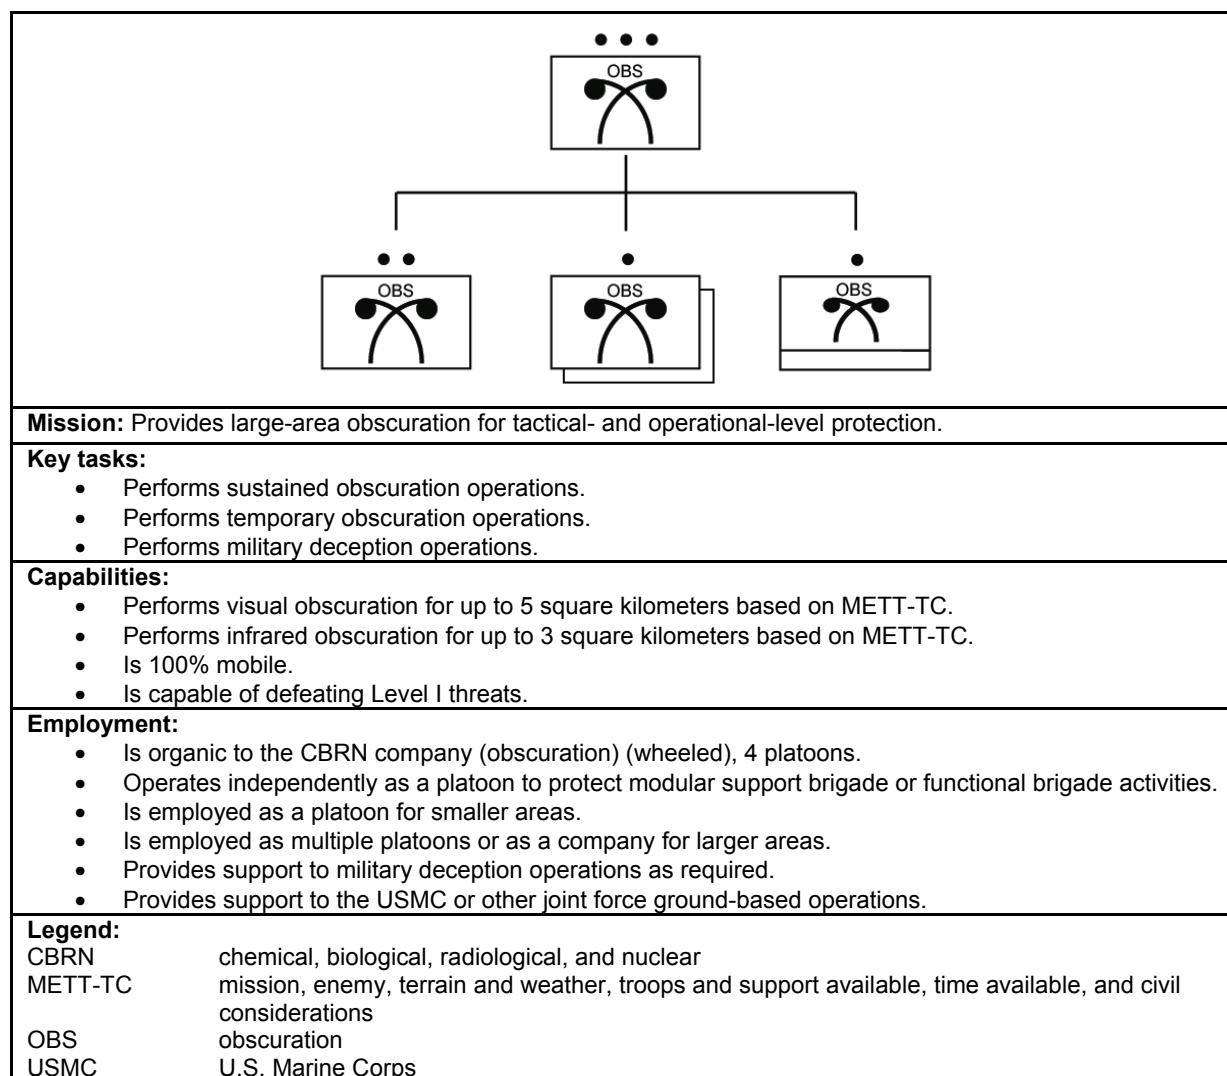 OBS
OBS
OBS
OBS
Mission: Provides large-area obscuration for tactical- and operational-level protection.
Key tasks:
• Performs sustained obscuration operations.
• Performs temporary obscuration operations.
• Performs military deception operations.
Capabilities:
• Performs visual obscuration for up to 5 square kilometers based on METT-TC.
• Performs infrared obscuration for up to 3 square kilometers based on METT-TC.
• Is 100% mobile.
• Is capable of defeating Level I threats.
Employment:
• Is organic to the CBRN company (obscuration) (wheeled), 4 platoons.
• Operates independently as a platoon to protect modular support brigade or functional brigade activities.
• Is employed as a platoon for smaller areas.
• Is employed as multiple platoons or as a company for larger areas.
• Provides support to military deception operations as required.
• Provides support to the USMC or other joint force ground-based operations.
Legend:
CBRN chemical, biological, radiological, and nuclear
METT-TC mission, enemy, terrain and weather, troops and support available, time available, and civil
considerations
OBS obscuration
USMC U.S. Marine Corps